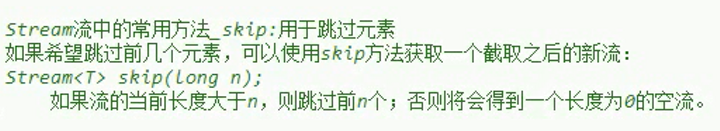 Stream流中的常用方法_skip:用于跳过元素
如果希望跳过前几个元素，可以使用skip方法获取一个截取之后的新流：
Stream<T> skip(long n);
如果流的当前长度大于n，则跳过前n个；否则将会得到一个长度为0的空流。